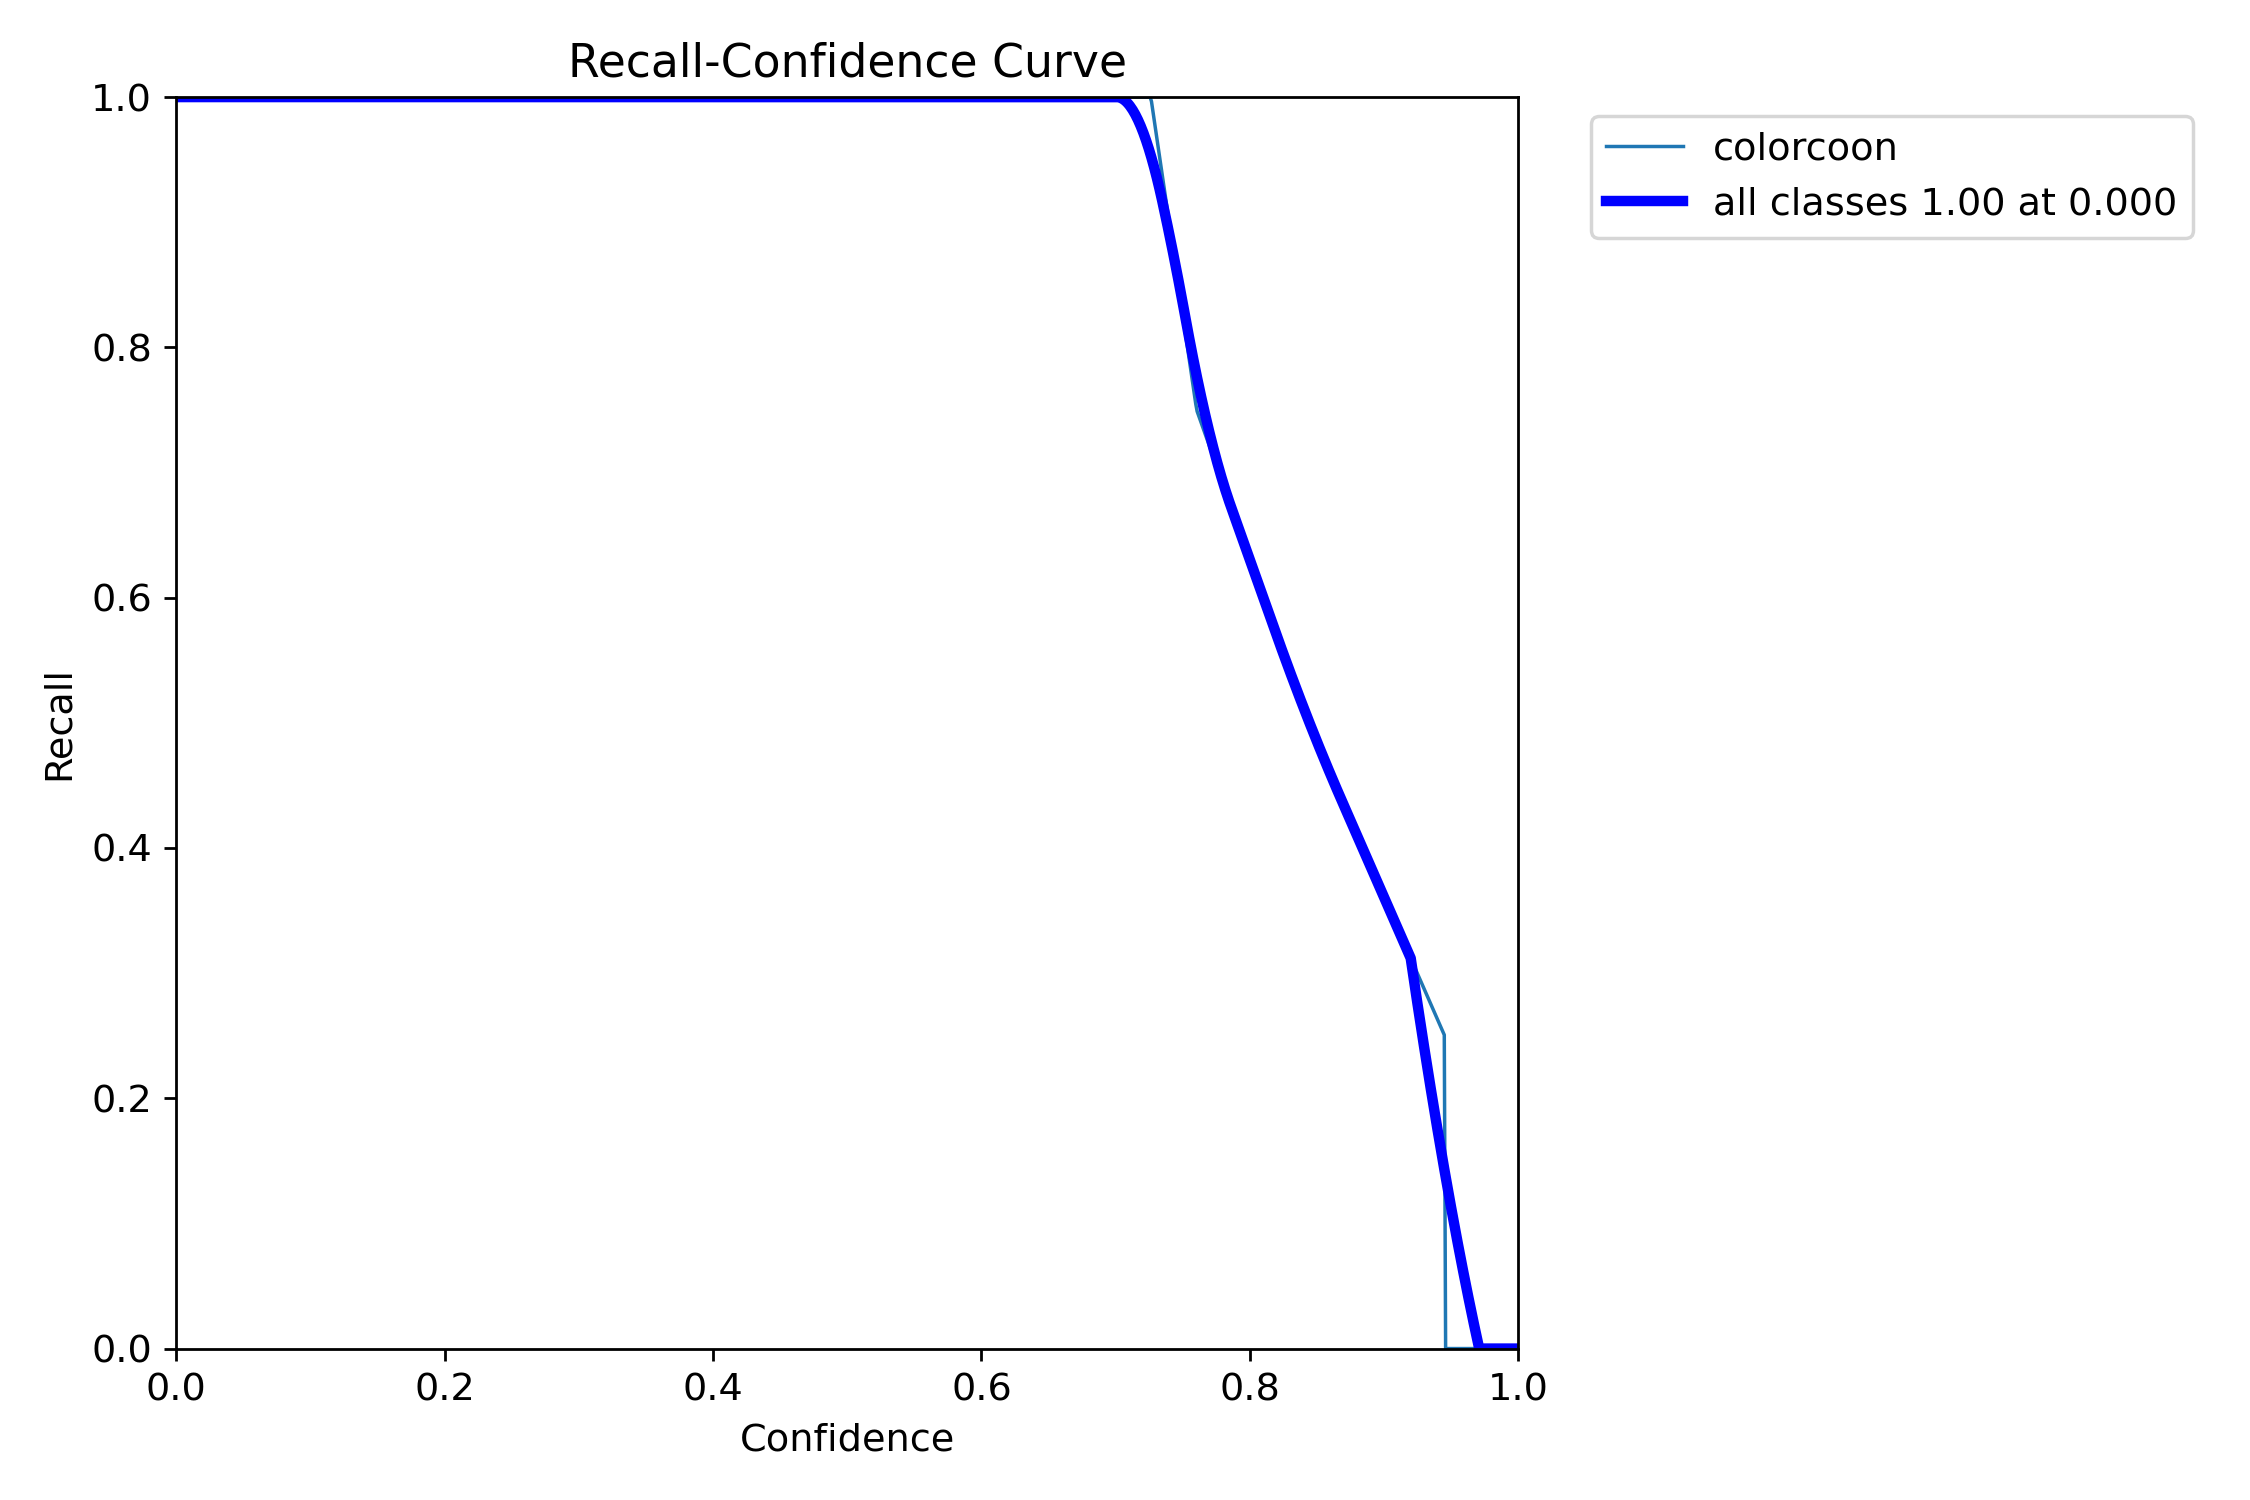 Recall-Confidence Curve
1.0
0.8
0.6
0.4
0.2
0.0
Recall
0.0 0.2 0.4 0.6 0.8 1.0
Confidence
colorcoon
all classes 1.00 at 0.000